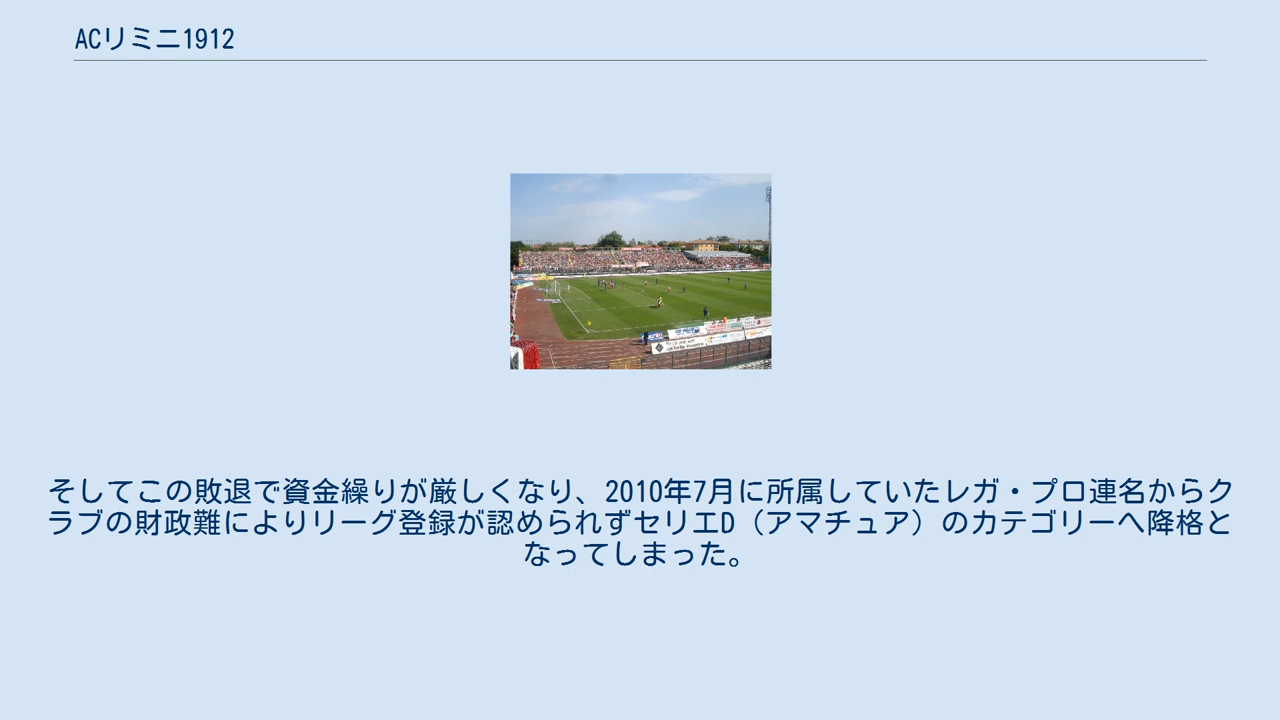 ACリミニ1912
そしてこの敗退で資金繰りが厳しくなり、2010年7月に所属していたレガ・プロ連名からク
ラブの財政難によりリーグ登録が認められずセリエD（アマチュア）のカテゴリーへ降格と
なってしまった。